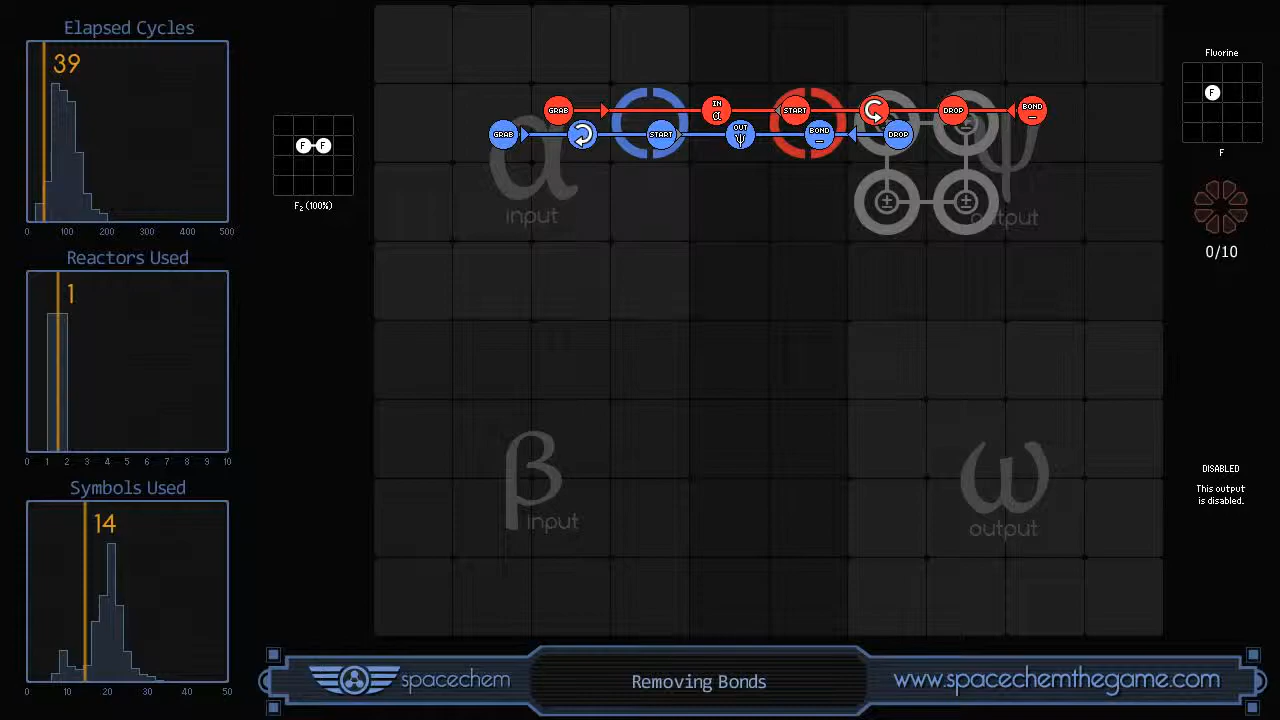 Elapsed Cycles
39
0 100 200 300 400 500
Reactors Used
1
0 1 2 3 4 5 6 7 8 9 10
Symbols Used
14
0 10 20 30 40 50
F F
F₂ (100%)
GRAB IN α START DROP BOND −
GRAB START OUT ψ BOND − DROP
α
input
ψ
output
± ± ±
β
input
ω
output
Fluorine
F
F
0/10
DISABLED
This output
is disabled.
spacechem
Removing Bonds
www.spacechemthegame.com